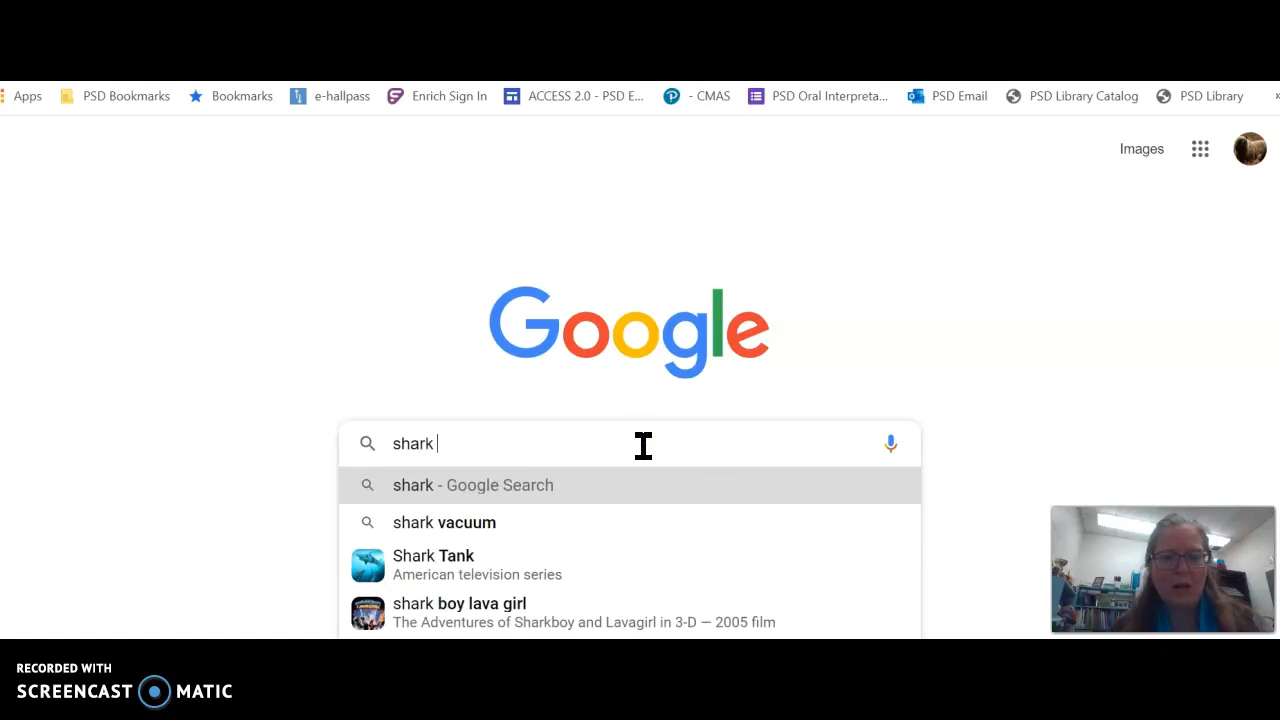 Apps PSD Bookmarks Bookmarks e-hallpass Enrich Sign In ACCESS 2.0 - PSD E... - CMAS PSD Oral Interpreta... PSD Email PSD Library Catalog PSD Library »
Images
Google
shark
shark - Google Search
shark vacuum
Shark Tank
American television series
shark boy lava girl
The Adventures of Sharkboy and Lavagirl in 3-D — 2005 film
RECORDED WITH
SCREENCAST MATIC